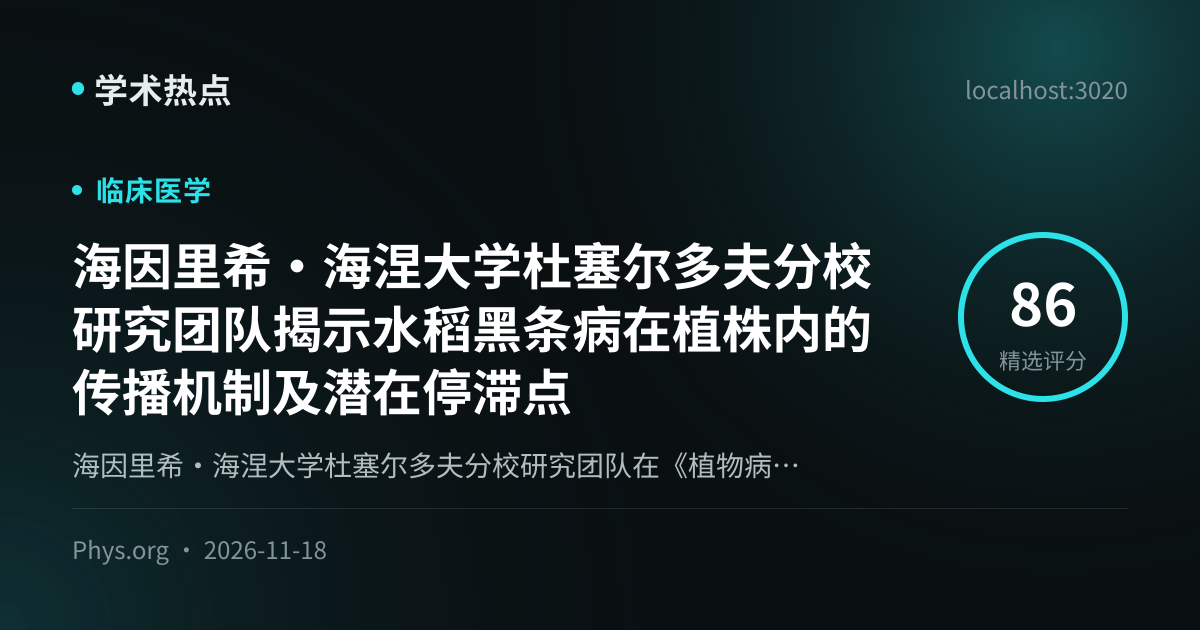 学术热点
localhost:3020
临床医学
海因里希·海涅大学杜塞尔多夫分校
研究团队揭示水稻黑条病在植株内的
传播机制及潜在停滞点
86
精选评分
海因里希·海涅大学杜塞尔多夫分校研究团队在《植物病…
Phys.org · 2026-11-18